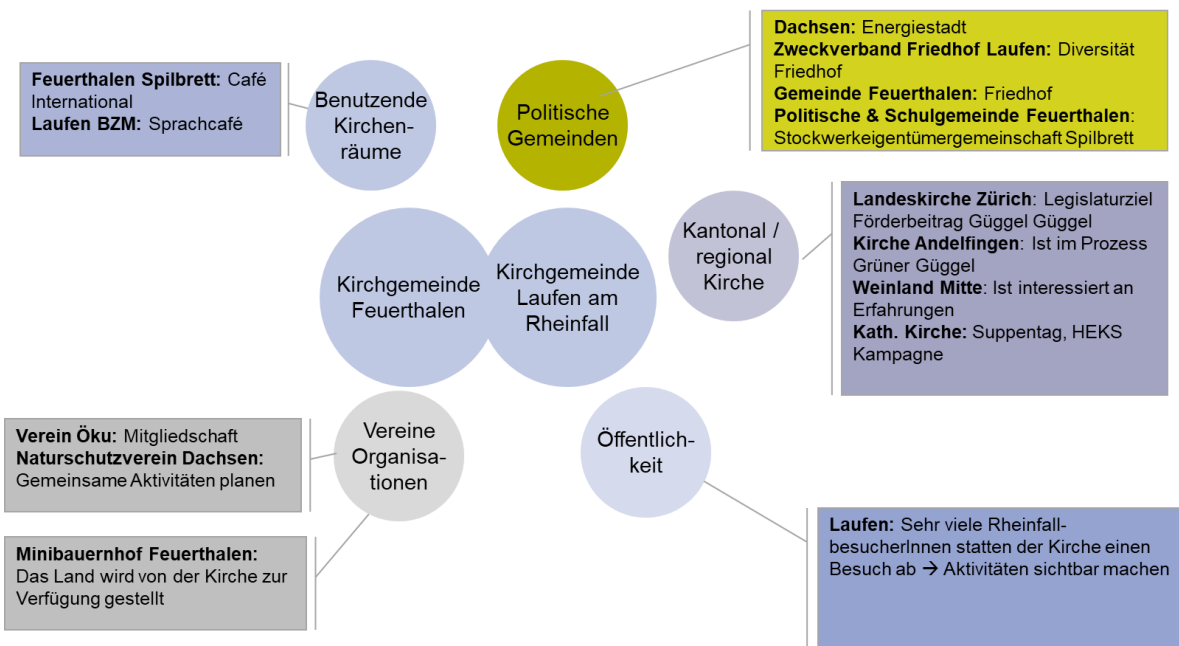 Dachsen: Energiestadt
Zweckverband Friedhof Laufen: Diversität
Friedhof
Gemeinde Feuerthalen: Friedhof
Politische & Schulgemeinde Feuerthalen:
Stockwerkeigentümergemeinschaft Spilbrett
Feuerthalen Spilbrett: Café
International
Laufen BZM: Sprachcafé
Benutzende
Kirchen-
räume
Politische
Gemeinden
Landeskirche Zürich: Legislaturziel
Förderbeitrag Güggel Güggel
Kirche Andelfingen: Ist im Prozess
Grüner Güggel
Weinland Mitte: Ist interessiert an
Erfahrungen
Kath. Kirche: Suppentag, HEKS
Kampagne
Kantonal /
regional
Kirche
Kirchgemeinde
Feuerthalen
Kirchgemeinde
Laufen am
Rheinfall
Verein Öku: Mitgliedschaft
Naturschutzverein Dachsen:
Gemeinsame Aktivitäten planen
Vereine
Organisa-
tionen
Öffentlich-
keit
Minibauernhof Feuerthalen:
Das Land wird von der Kirche zur
Verfügung gestellt
Laufen: Sehr viele Rheinfall-
besucherInnen statten der Kirche einen
Besuch ab → Aktivitäten sichtbar machen